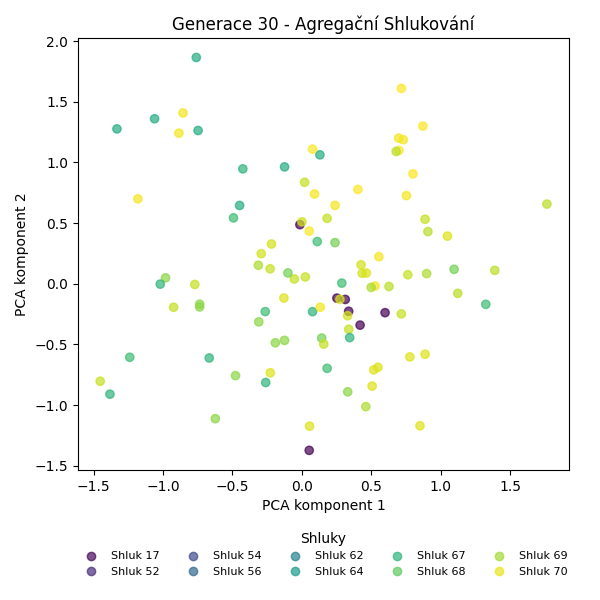 Generace 30 - Agregační Shlukování
2.0
1.5
1.0
0.5
0.0
−0.5
−1.0
−1.5
PCA komponent 2
−1.5 −1.0 −0.5 0.0 0.5 1.0 1.5
PCA komponent 1
Shluky
Shluk 17 Shluk 54 Shluk 62 Shluk 67 Shluk 69
Shluk 52 Shluk 56 Shluk 64 Shluk 68 Shluk 70